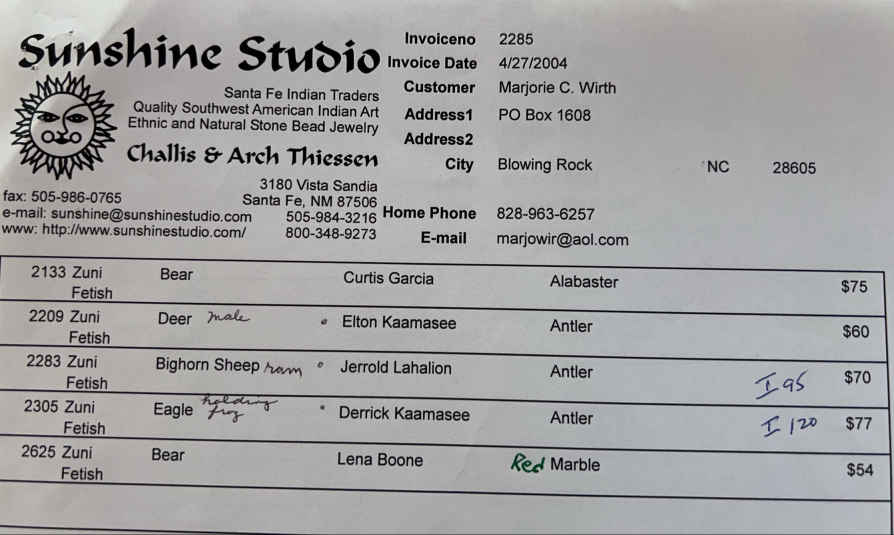 Sunshine Studio
Santa Fe Indian Traders
Quality Southwest American Indian Art
Ethnic and Natural Stone Bead Jewelry
Challis & Arch Thiessen
3180 Vista Sandia
fax: 505-986-0765 Santa Fe, NM 87506
e-mail: sunshine@sunshinestudio.com 505-984-3216
www: http://www.sunshinestudio.com/ 800-348-9273
Invoiceno 2285
Invoice Date 4/27/2004
Customer Marjorie C. Wirth
Address1 PO Box 1608
Address2
City Blowing Rock NC 28605
Home Phone 828-963-6257
E-mail marjowir@aol.com
2133 Zuni Fetish Bear Curtis Garcia Alabaster $75
2209 Zuni Fetish Deer male Elton Kaamasee Antler $60
2283 Zuni Fetish Bighorn Sheep ram Jerrold Lahalion Antler I 95 $70
2305 Zuni Fetish Eagle holding frog Derrick Kaamasee Antler I 120 $77
2625 Zuni Fetish Bear Lena Boone Red Marble $54